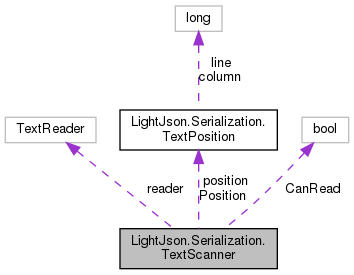 long
line
column
LightJson.Serialization.
TextPosition
TextReader
bool
reader
position
Position
CanRead
LightJson.Serialization.
TextScanner